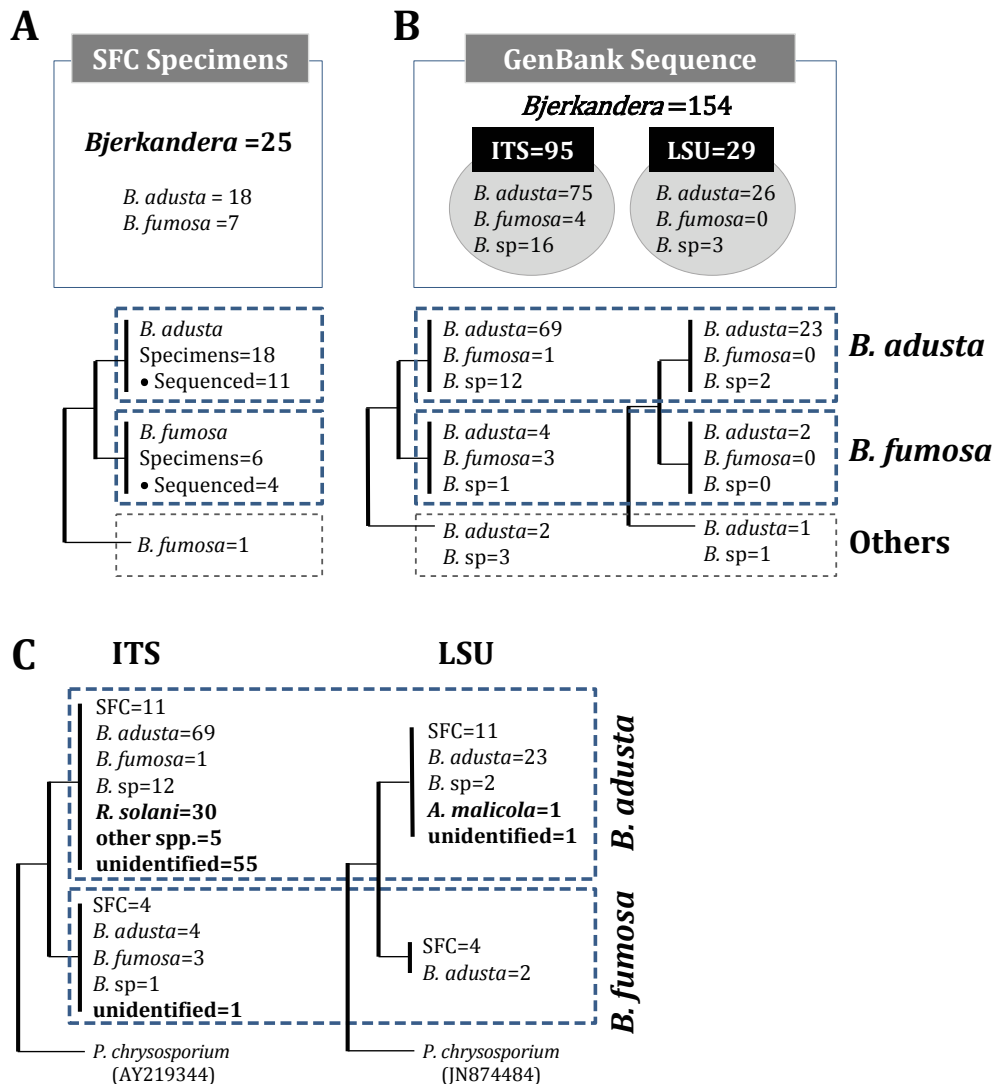 A
SFC Specimens
Bjerkandera =25
B. adusta = 18
B. fumosa =7
B. adusta
Specimens=18
• Sequenced=11
B. fumosa
Specimens=6
• Sequenced=4
B. fumosa=1
B
GenBank Sequence
Bjerkandera=154
ITS=95
B. adusta=75
B. fumosa=4
B. sp=16
LSU=29
B. adusta=26
B. fumosa=0
B. sp=3
B. adusta=69
B. fumosa=1
B. sp=12
B. adusta=23
B. fumosa=0
B. sp=2
B. adusta
B. adusta=4
B. fumosa=3
B. sp=1
B. adusta=2
B. fumosa=0
B. sp=0
B. fumosa
B. adusta=2
B. sp=3
B. adusta=1
B. sp=1
Others
C
ITS
SFC=11
B. adusta=69
B. fumosa=1
B. sp=12
R. solani=30
other spp.=5
unidentified=55
SFC=4
B. adusta=4
B. fumosa=3
B. sp=1
unidentified=1
P. chrysosporium
(AY219344)
LSU
SFC=11
B. adusta=23
B. sp=2
A. malicola=1
unidentified=1
SFC=4
B. adusta=2
P. chrysosporium
(JN874484)
B. adusta
B. fumosa